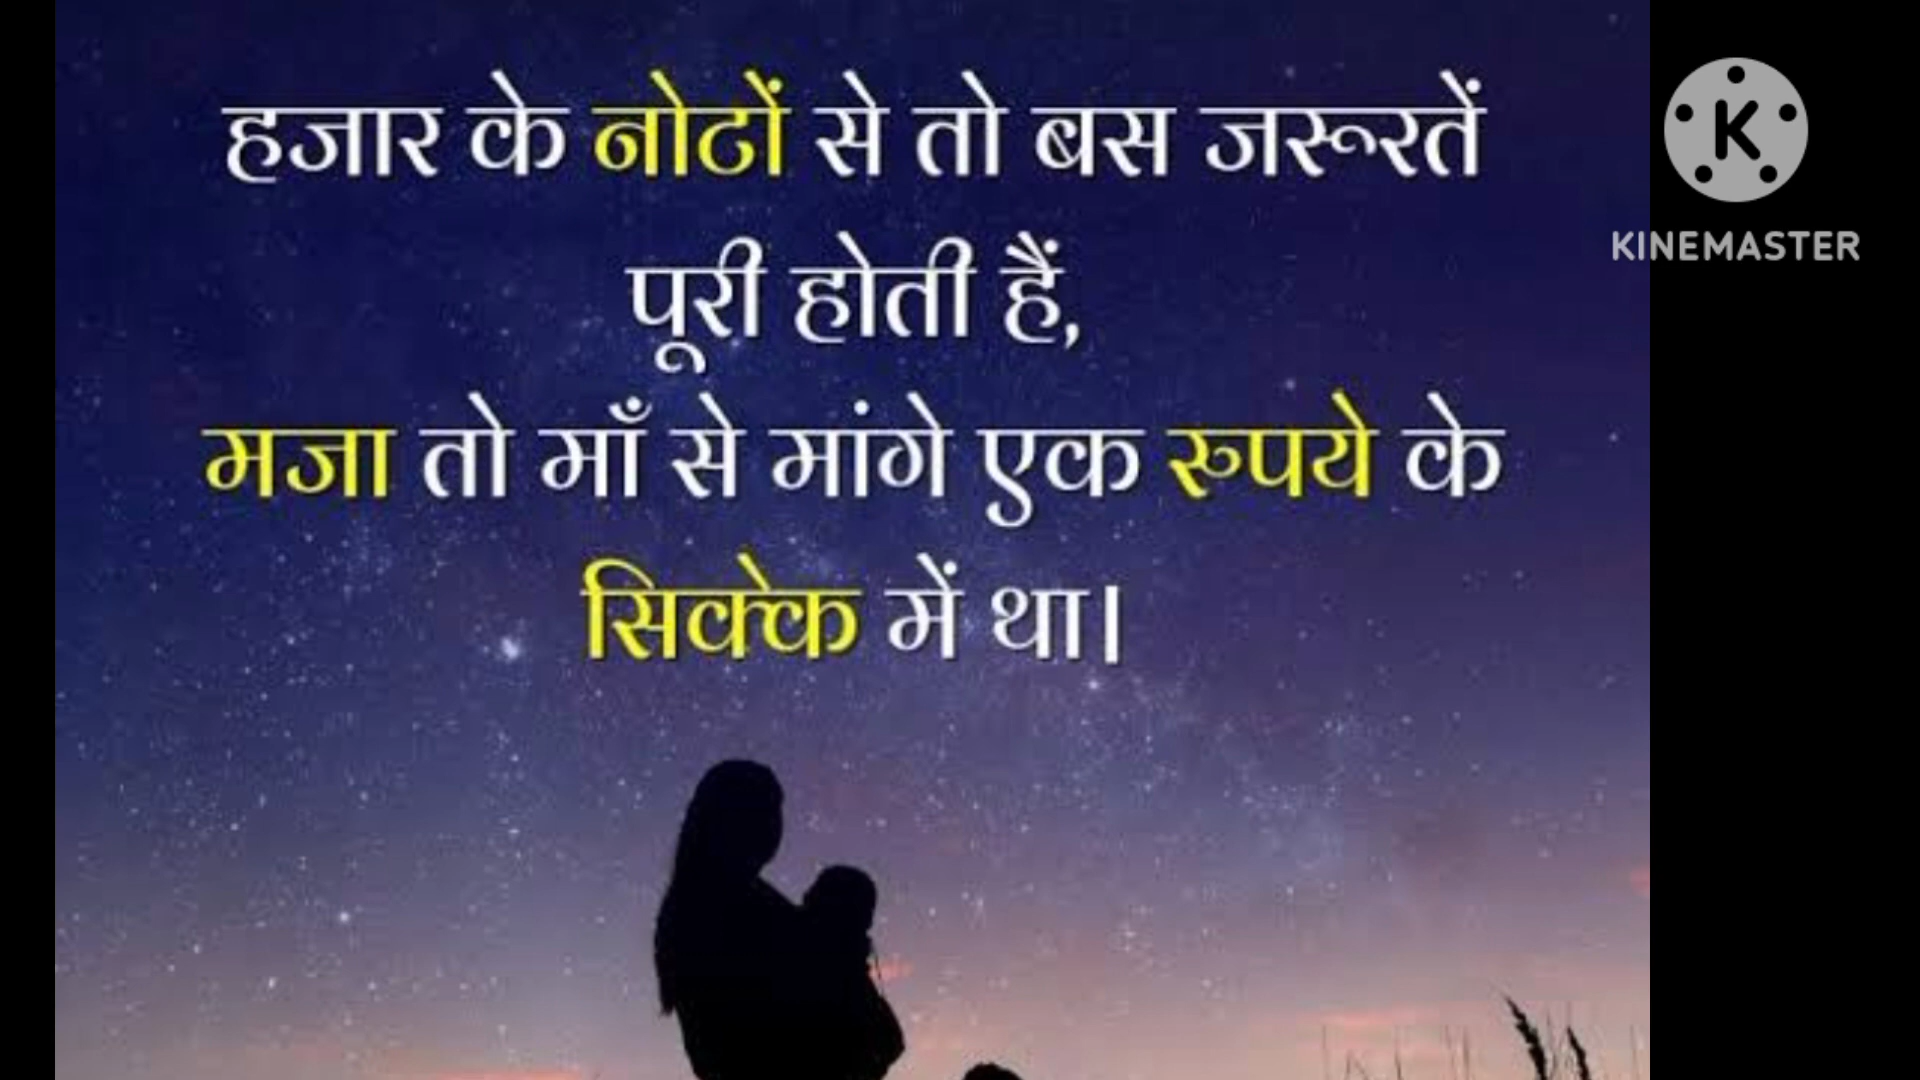 हजार के नोटों से तो बस जरूरतें
पूरी होती हैं,
मजा तो माँ से मांगे एक रुपये के
सिक्के में था।
K
KINEMASTER